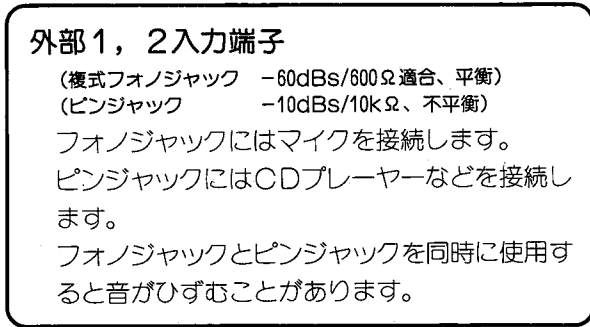 外部1，2入力端子
(複式フォノジャック -60dBs/600Ω適合、平衡)
(ピンジャック -10dBs/10kΩ、不平衡)
フォノジャックにはマイクを接続します。
ピンジャックにはCDプレーヤーなどを接続し
ます。
フォノジャックとピンジャックを同時に使用す
ると音がひずむことがあります。